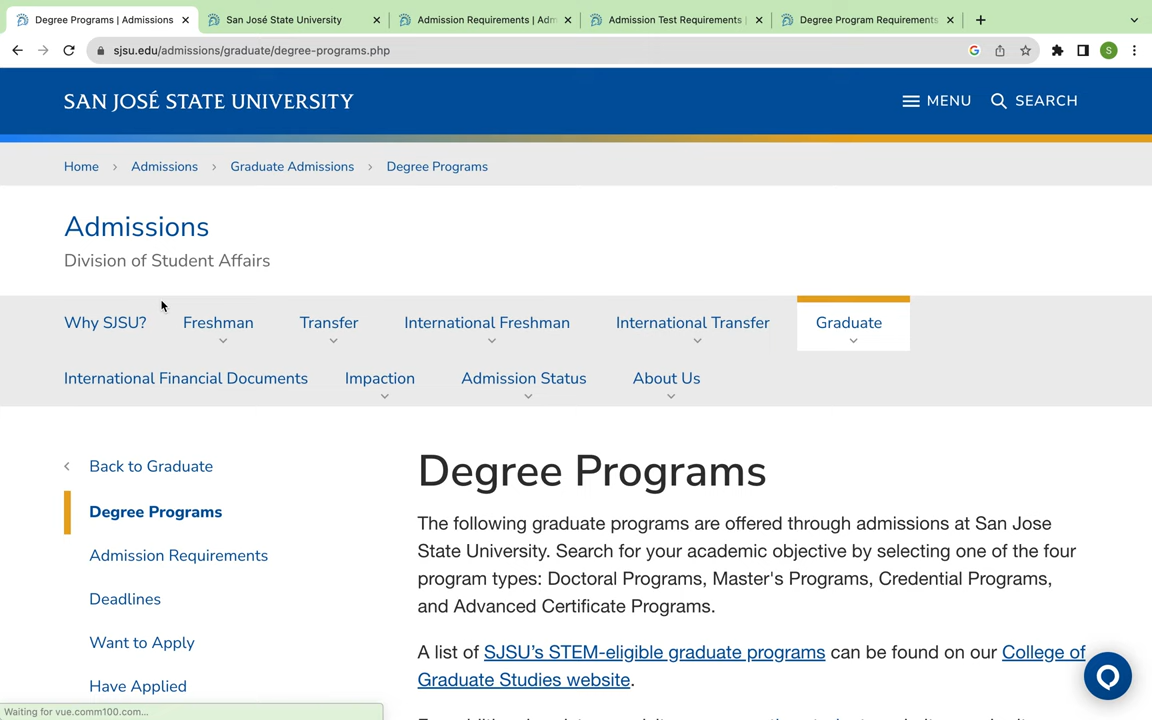 Degree Programs | Admissions
San José State University
Admission Requirements | Adm
Admission Test Requirements |
Degree Program Requirements
sjsu.edu/admissions/graduate/degree-programs.php
S
SAN JOSÉ STATE UNIVERSITY
MENU
SEARCH
Home > Admissions > Graduate Admissions > Degree Programs
Admissions
Division of Student Affairs
Why SJSU?
Freshman
Transfer
International Freshman
International Transfer
Graduate
International Financial Documents
Impaction
Admission Status
About Us
Back to Graduate
Degree Programs
Admission Requirements
Deadlines
Want to Apply
Have Applied
Degree Programs
The following graduate programs are offered through admissions at San Jose
State University. Search for your academic objective by selecting one of the four
program types: Doctoral Programs, Master's Programs, Credential Programs,
and Advanced Certificate Programs.
A list of SJSU’s STEM-eligible graduate programs can be found on our College of
Graduate Studies website.
Waiting for vue.comm100.com...